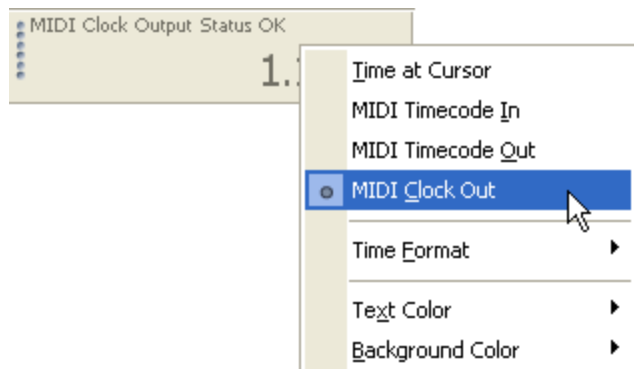 MIDI Clock Output Status OK
1.
Time at Cursor
MIDI Timecode In
MIDI Timecode Out
MIDI Clock Out
Time Format
Text Color
Background Color